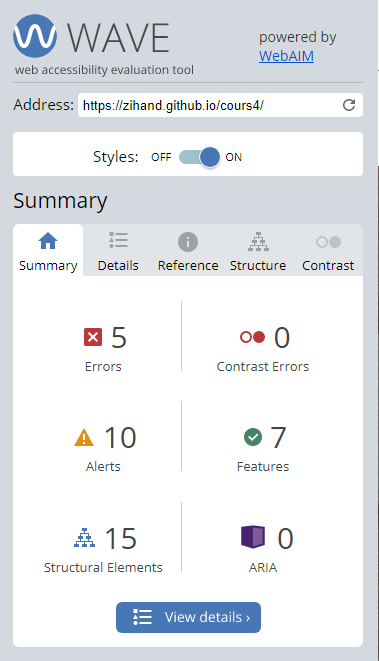 WAVE
web accessibility evaluation tool
powered by
WebAIM
Address: https://zihand.github.io/cours4/
Styles: OFF ON
Summary
Summary Details Reference Structure Contrast
5 0
Errors Contrast Errors
10 7
Alerts Features
15 0
Structural Elements ARIA
View details ›